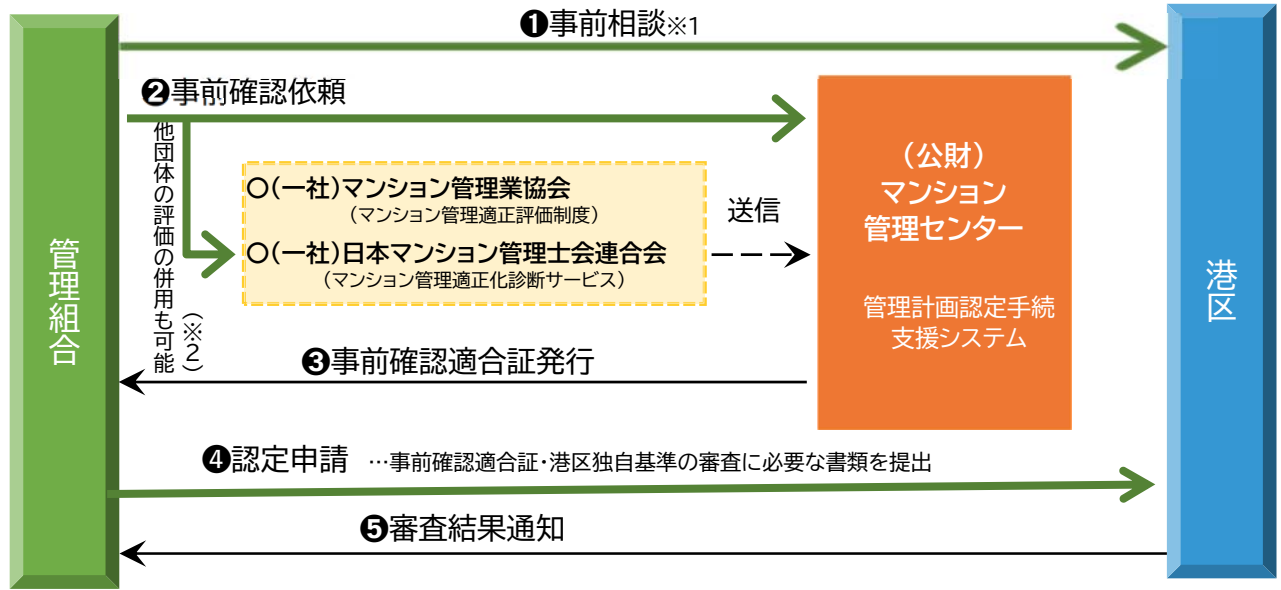 ❶事前相談※1
❷事前確認依頼
他団体の評価の併用も可能
（※2）
〇(一社)マンション管理業協会
（マンション管理適正評価制度）
〇(一社)日本マンション管理士会連合会
（マンション管理適正化診断サービス）
送信
（公財）
マンション
管理センター
管理計画認定手続
支援システム
管理組合
港区
❸事前確認適合証発行
❹認定申請 …事前確認適合証・港区独自基準の審査に必要な書類を提出
❺審査結果通知